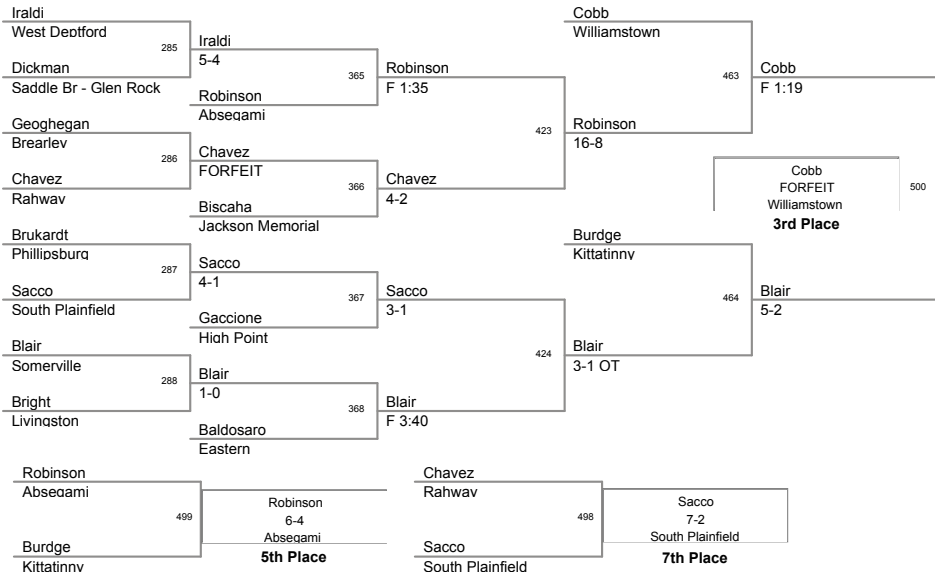 Iraldi
West Deptford
285
Dickman
Saddle Br - Glen Rock
Geoghegan
Brearley
286
Chavez
Rahway
Brukardt
Phillipsburg
287
Sacco
South Plainfield
Blair
Somerville
288
Bright
Livingston
Iraldi
5-4
365
Robinson
Absegami
Chavez
FORFEIT
366
Biscaha
Jackson Memorial
Sacco
4-1
367
Gaccione
High Point
Blair
1-0
368
Baldosaro
Eastern
Robinson
F 1:35
423
Chavez
4-2
Sacco
3-1
424
Blair
F 3:40
Cobb
Williamstown
463
Robinson
16-8
Burdge
Kittatinny
464
Blair
3-1 OT
Cobb
F 1:19
Cobb
FORFEIT
Williamstown
500
3rd Place
Blair
5-2
Robinson
Absegami
499
Burdge
Kittatinny
Robinson
6-4
Absegami
5th Place
Chavez
Rahway
498
Sacco
South Plainfield
Sacco
7-2
South Plainfield
7th Place